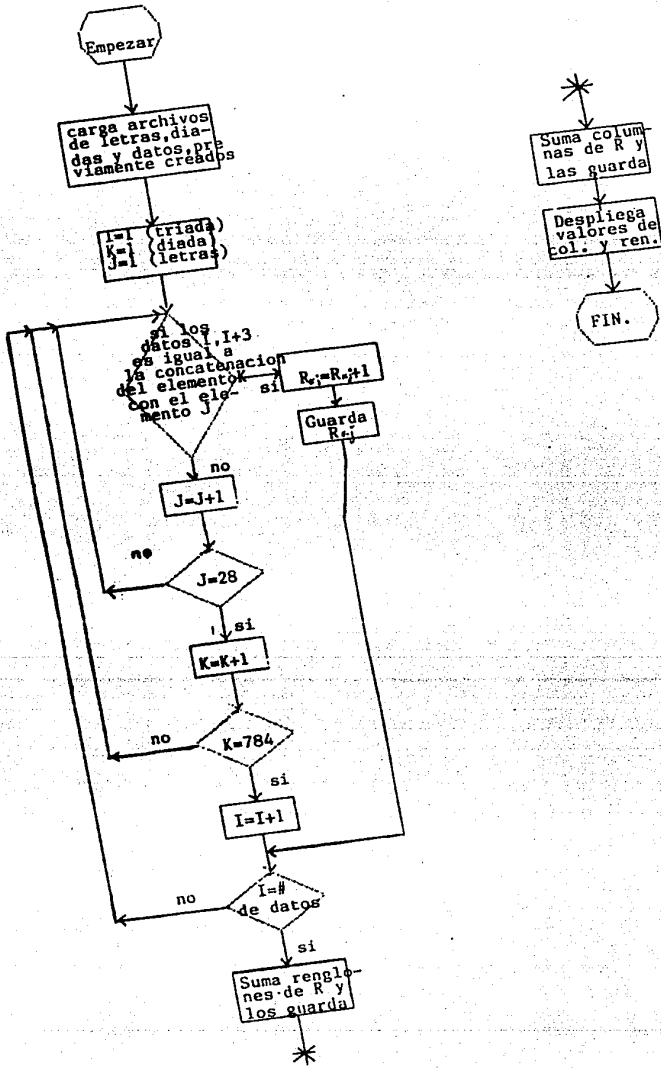 Empezar
carga archivos
de letras,dia-
das y datos,pre
viamente creados
I=1 (triada)
K=1 (diada)
J=1 (letras)
si los
datos I,I+3
es igual a
la concatenacion
del elementoK
con el ele-
mento J
si
=R +1
Guarda
no
J=J+1
no
J=28
si
K=K+1
no
K=784
si
I=I+1
no
I=#
de datos
si
Suma renglo-
nes de R y
los guarda
Suma colum-
nas de R y
las guarda
Despliega
valores de
col. y ren.
FIN.